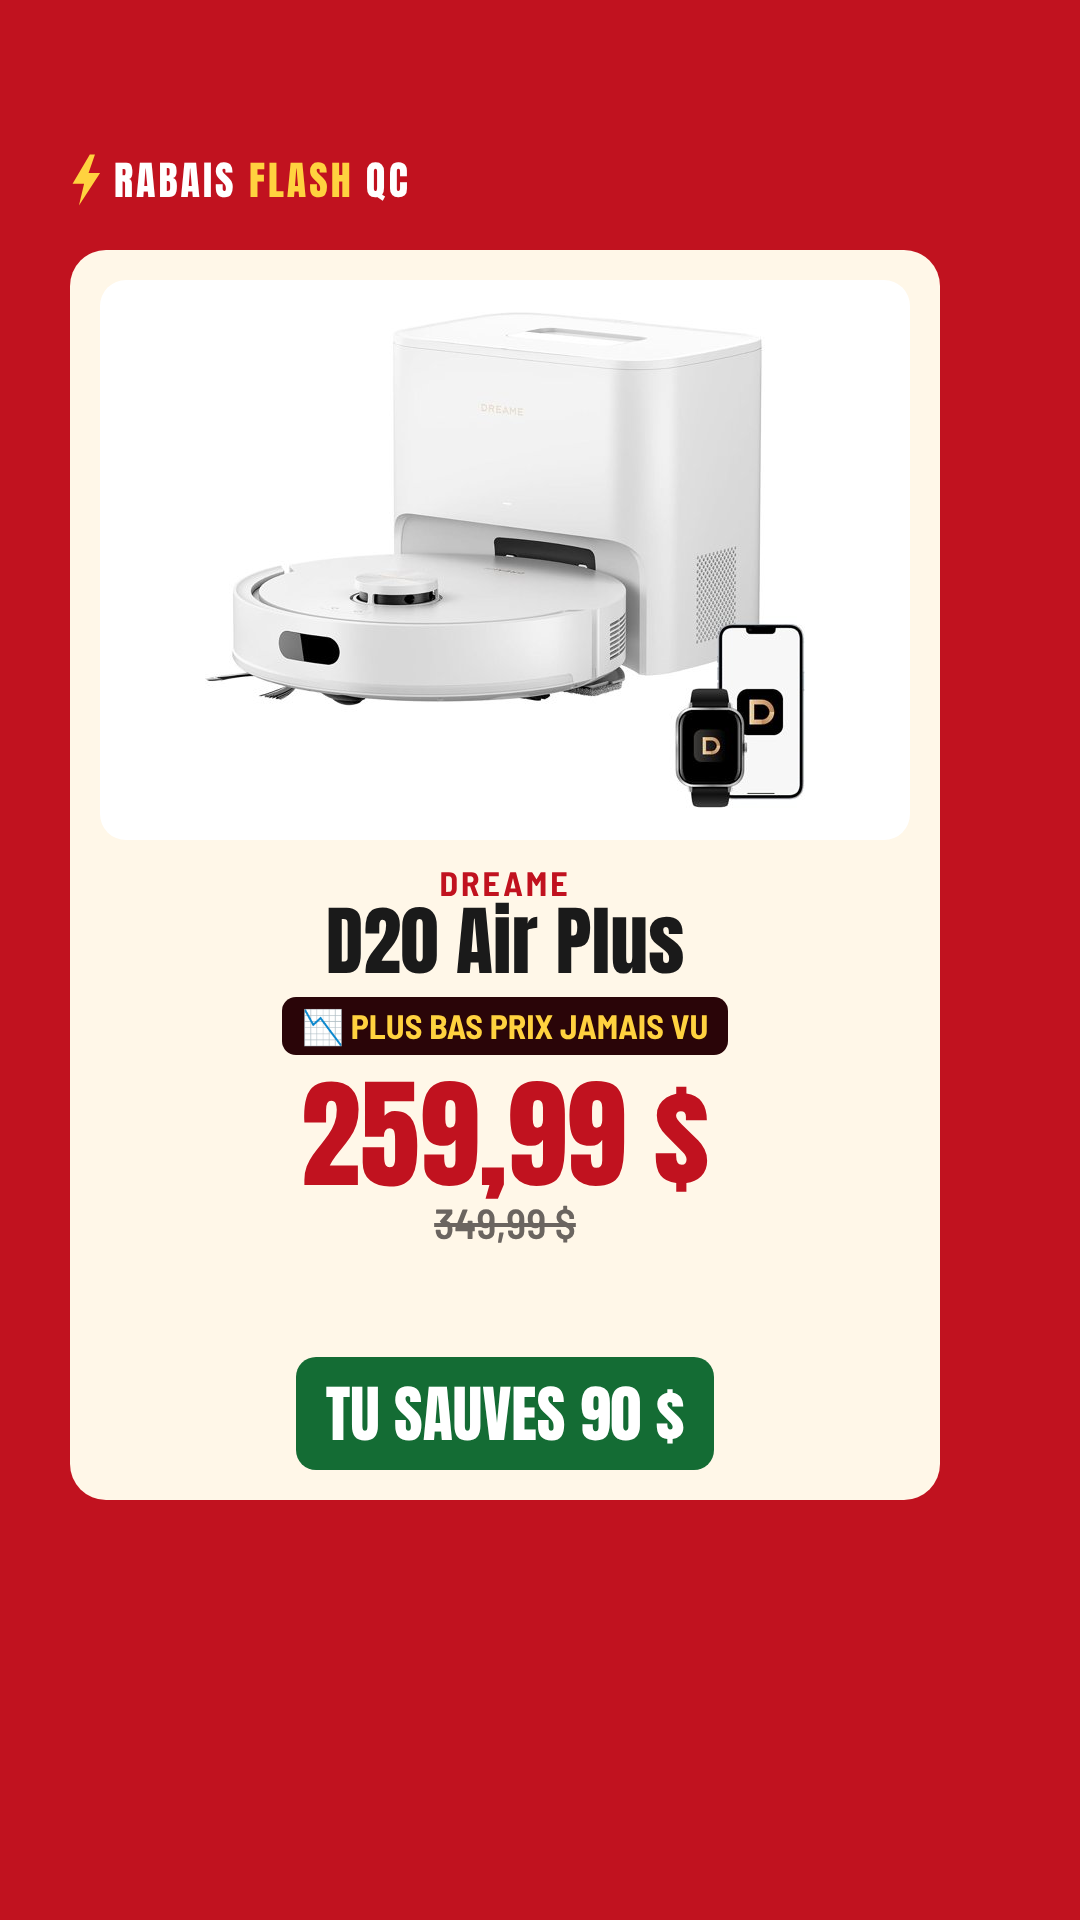 RABAIS FLASH QC
DREAME
DREAME
D20 Air Plus
PLUS BAS PRIX JAMAIS VU
259,99 $
349,99 $
TU SAUVES 90 $